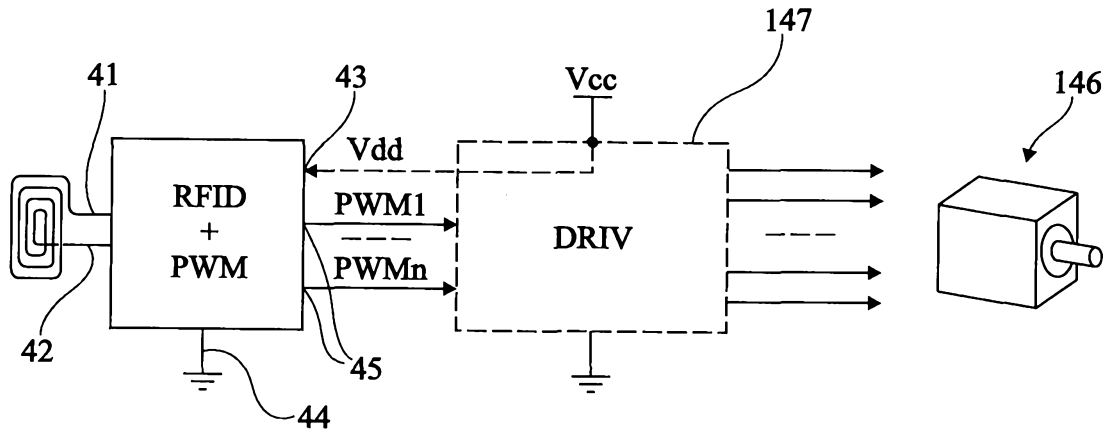 147
Vcc
146
41
43
Vdd
RFID
+
PWM
PWM1
PWMn
DRIV
42
45
44